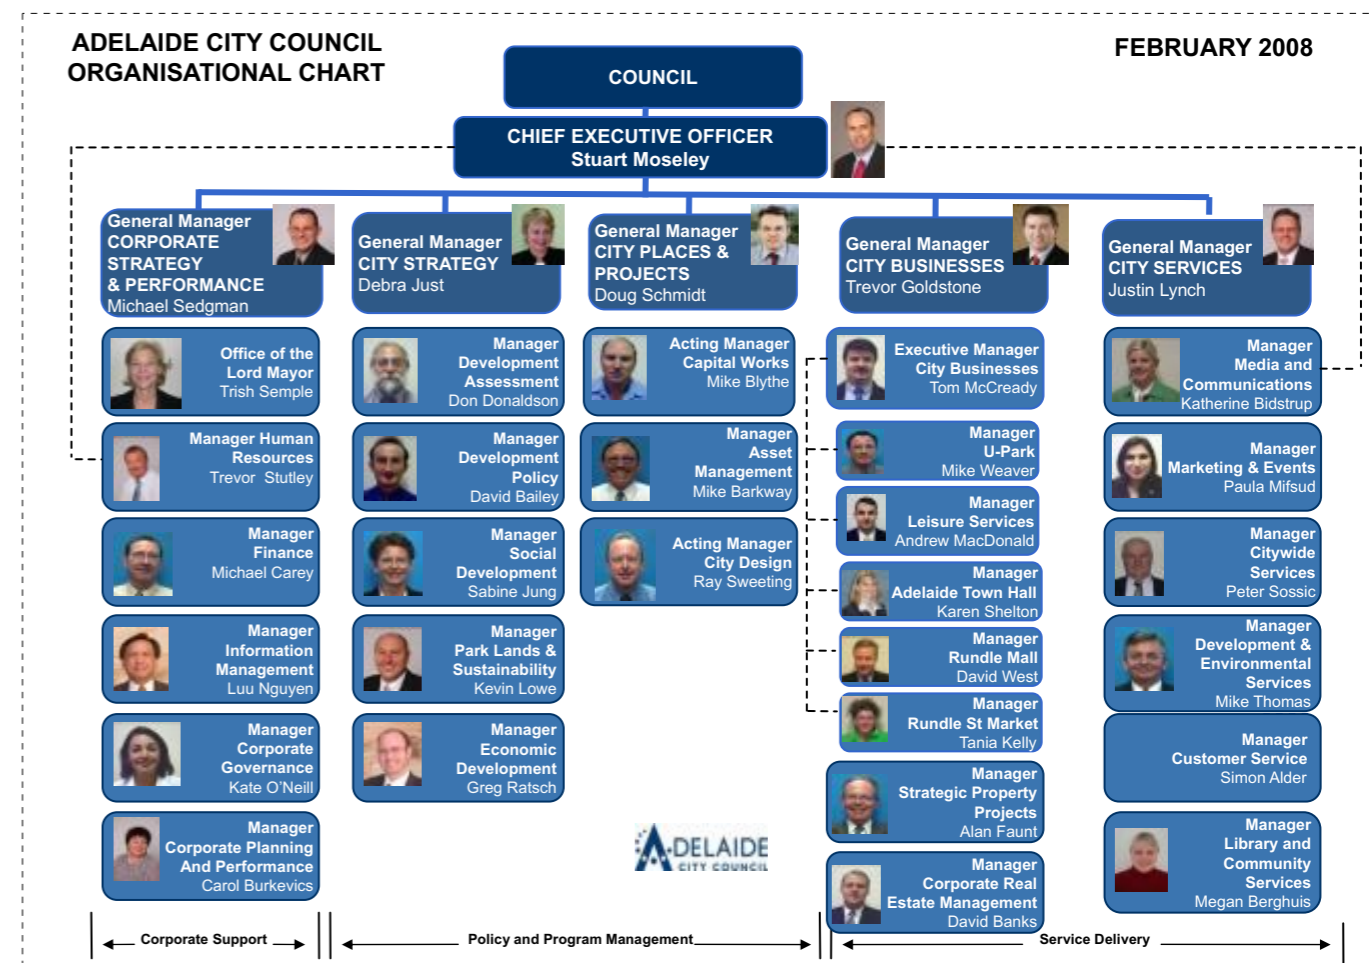 ADELAIDE CITY COUNCIL
ORGANISATIONAL CHART
FEBRUARY 2008
COUNCIL
CHIEF EXECUTIVE OFFICER
Stuart Moseley
General Manager
CORPORATE
STRATEGY
& PERFORMANCE
Michael Sedgman
Office of the
Lord Mayor
Trish Semple
Manager Human
Resources
Trevor Stutley
Manager
Finance
Michael Carey
Manager
Information
Management
Luu Nguyen
Manager
Corporate
Governance
Kate O'Neill
Manager
Corporate Planning
And Performance
Carol Burkevics
General Manager
CITY STRATEGY
Debra Just
Manager
Development
Assessment
Don Donaldson
Manager
Development
Policy
David Bailey
Manager
Social
Development
Sabine Jung
Manager
Park Lands &
Sustainability
Kevin Lowe
Manager
Economic
Development
Greg Ratsch
General Manager
CITY PLACES &
PROJECTS
Doug Schmidt
Acting Manager
Capital Works
Mike Blythe
Manager
Asset
Management
Mike Barkway
Acting Manager
City Design
Ray Sweeting
General Manager
CITY BUSINESSES
Trevor Goldstone
Executive Manager
City Businesses
Tom McCready
Manager
U-Park
Mike Weaver
Manager
Leisure Services
Andrew MacDonald
Manager
Adelaide Town Hall
Karen Shelton
Manager
Rundle Mall
David West
Manager
Rundle St Market
Tania Kelly
Manager
Strategic Property
Projects
Alan Faunt
Manager
Corporate Real
Estate Management
David Banks
General Manager
CITY SERVICES
Justin Lynch
Manager
Media and
Communications
Katherine Bidstrup
Manager
Marketing & Events
Paula Mifsud
Manager
Citywide
Services
Peter Sossic
Manager
Development &
Environmental
Services
Mike Thomas
Manager
Customer Service
Simon Alder
Manager
Library and
Community
Services
Megan Berghuis
ADELAIDE
CITY COUNCIL
Corporate Support
Policy and Program Management
Service Delivery